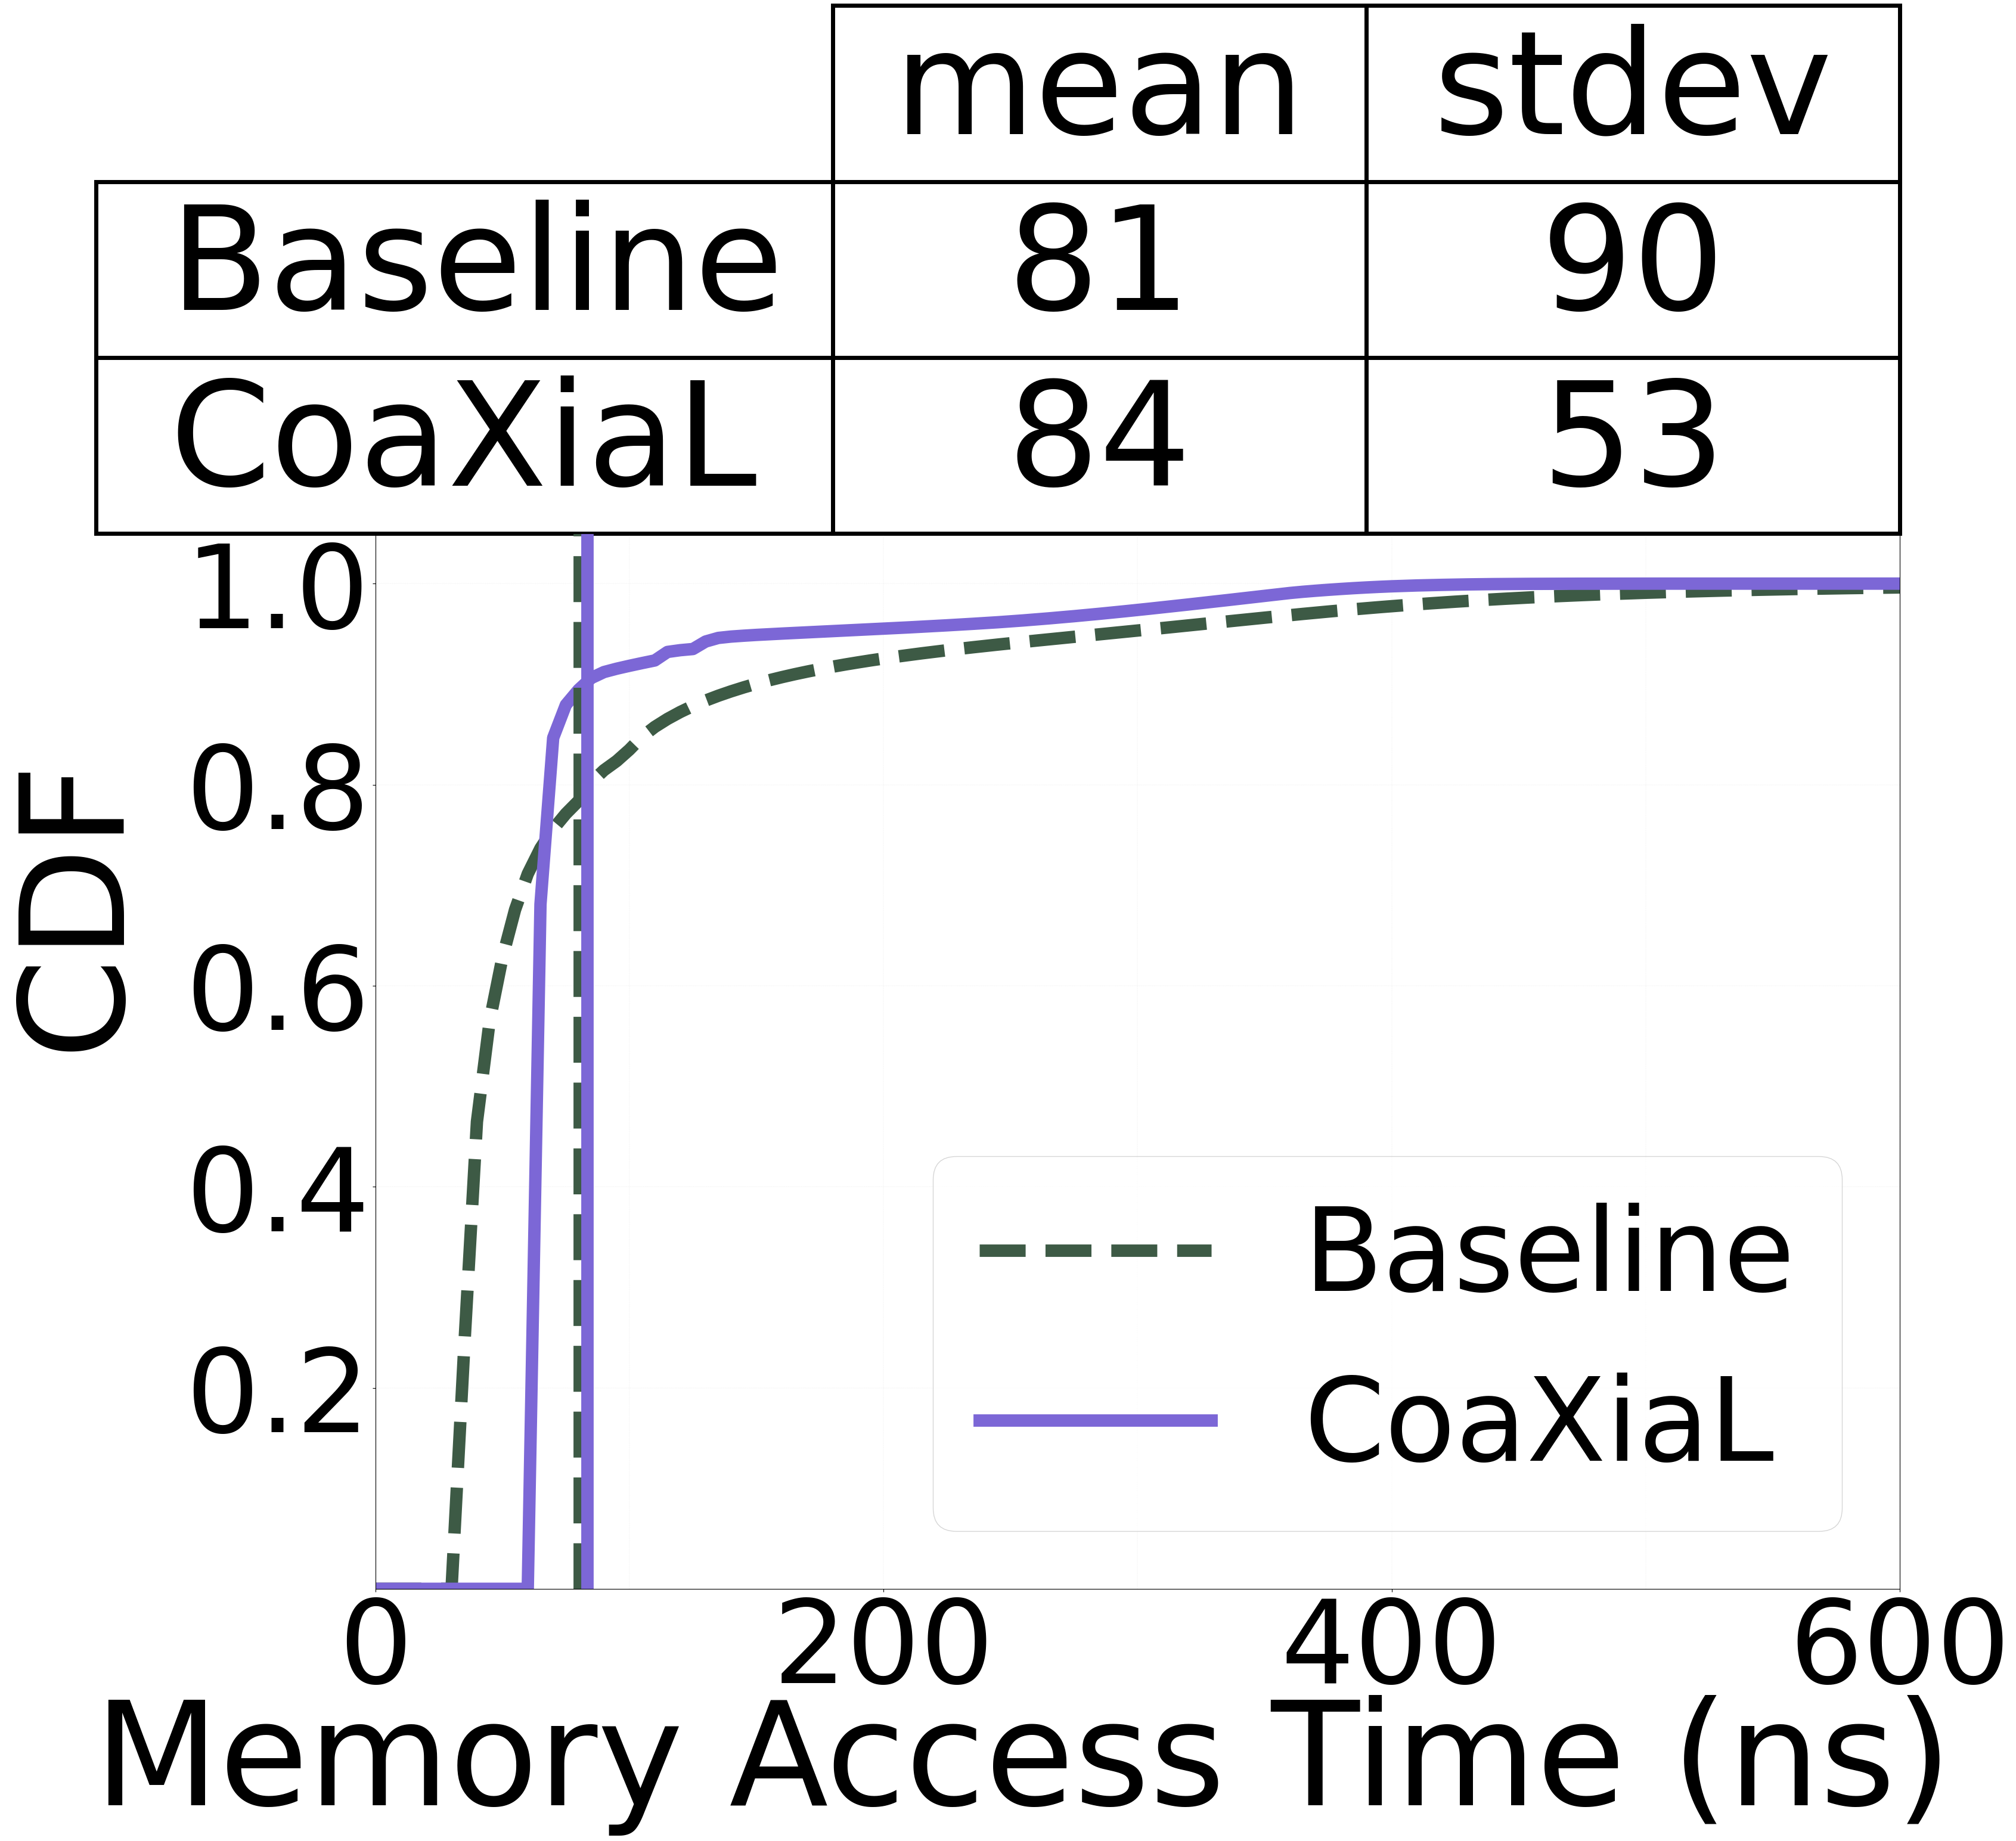 mean stdev
Baseline 81 90
CoaXiaL 84 53
1.0
0.8
0.6
0.4
0.2
CDF
Baseline
CoaXiaL
0 200 400 600
Memory Access Time (ns)